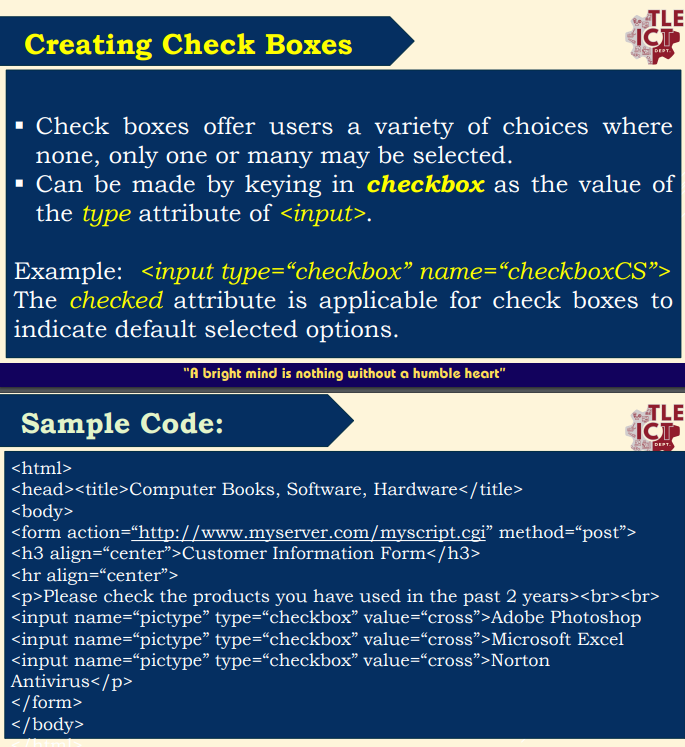 Creating Check Boxes
TLE
ICT
DEPT.
▪ Check boxes offer users a variety of choices where
none, only one or many may be selected.
▪ Can be made by keying in checkbox as the value of
the type attribute of <input>.
Example: <input type=“checkbox” name=“checkboxCS”>
The checked attribute is applicable for check boxes to
indicate default selected options.
“A bright mind is nothing without a humble heart”
Sample Code:
TLE
ICT
DEPT.
<html>
<head><title>Computer Books, Software, Hardware</title>
<body>
<form action=“http://www.myserver.com/myscript.cgi” method=“post”>
<h3 align=“center”>Customer Information Form</h3>
<hr align=“center”>
<p>Please check the products you have used in the past 2 years><br><br>
<input name=“pictype” type=“checkbox” value=“cross”>Adobe Photoshop
<input name=“pictype” type=“checkbox” value=“cross”>Microsoft Excel
<input name=“pictype” type=“checkbox” value=“cross”>Norton
Antivirus</p>
</form>
</body>